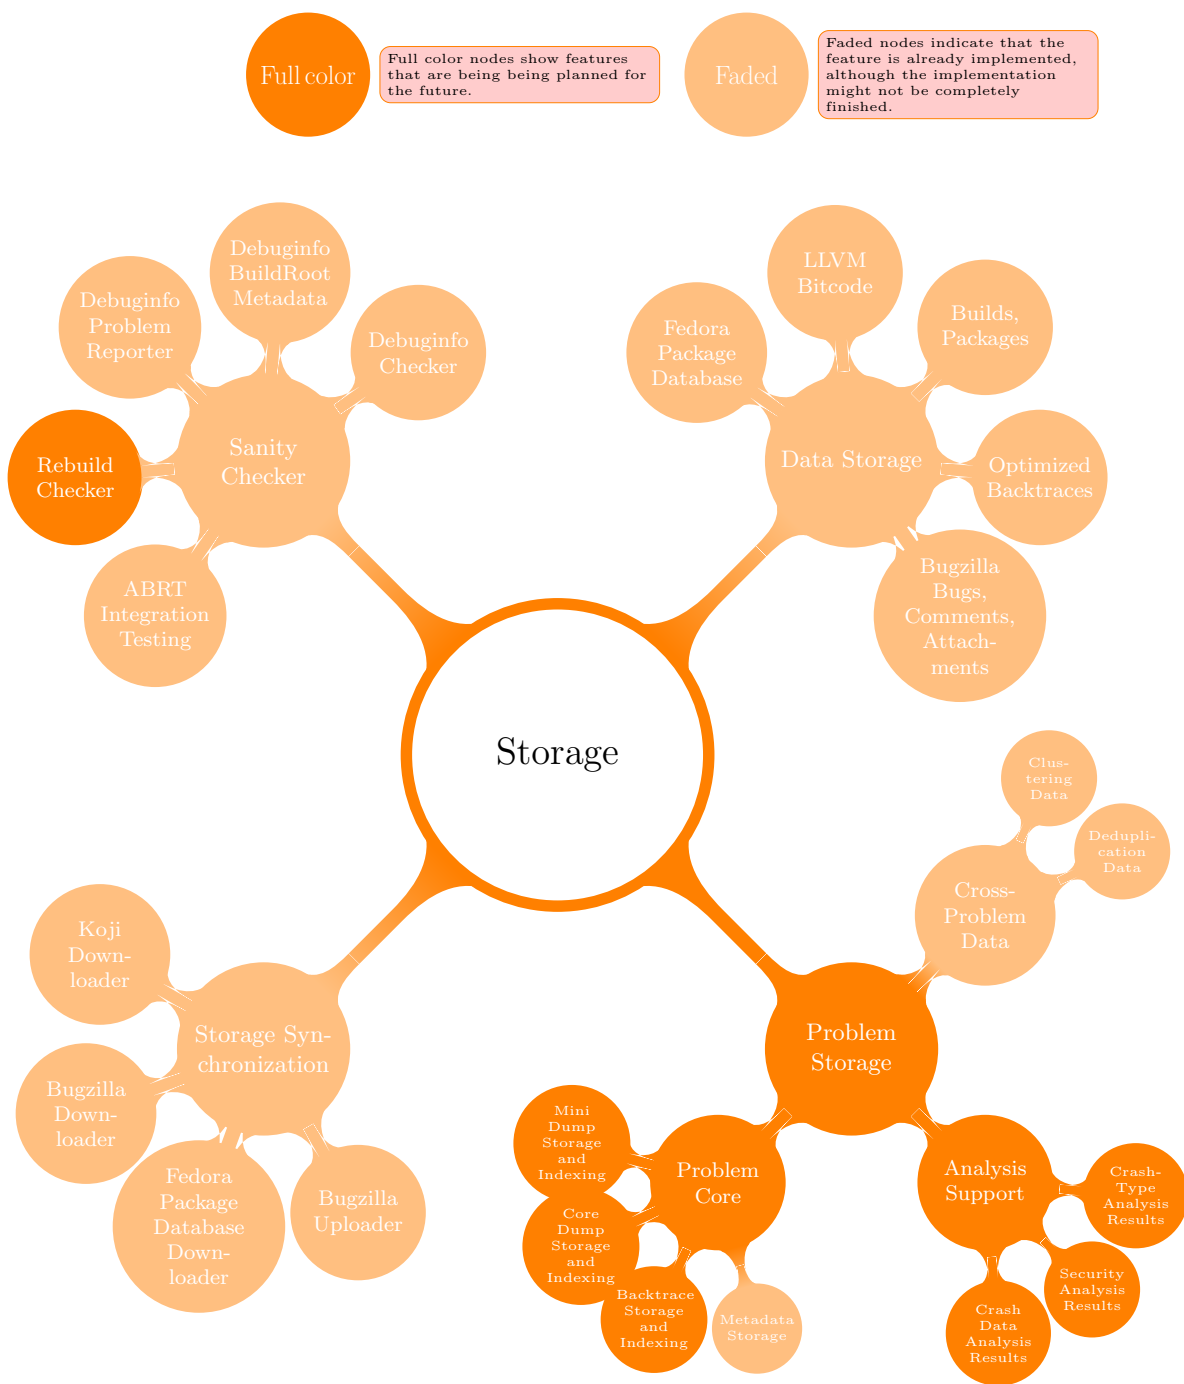 Full color
Full color nodes show features
that are being being planned for
the future.
Faded
Faded nodes indicate that the
feature is already implemented,
although the implementation
might not be completely
finished.
Debuginfo
BuildRoot
Metadata
Debuginfo
Problem
Reporter
Debuginfo
Checker
Rebuild
Checker
Sanity
Checker
ABRT
Integration
Testing
LLVM
Bitcode
Fedora
Package
Database
Builds,
Packages
Data Storage
Optimized
Backtraces
Bugzilla
Bugs,
Comments,
Attach-
ments
Storage
Clus-
tering
Data
Dedupli-
cation
Data
Cross-
Problem
Data
Koji
Down-
loader
Storage Syn-
chronization
Bugzilla
Down-
loader
Fedora
Package
Database
Down-
loader
Bugzilla
Uploader
Problem
Storage
Mini
Dump
Storage
and
Indexing
Problem
Core
Core
Dump
Storage
and
Indexing
Backtrace
Storage
and
Indexing
Metadata
Storage
Analysis
Support
Crash-
Type
Analysis
Results
Security
Analysis
Results
Crash
Data
Analysis
Results